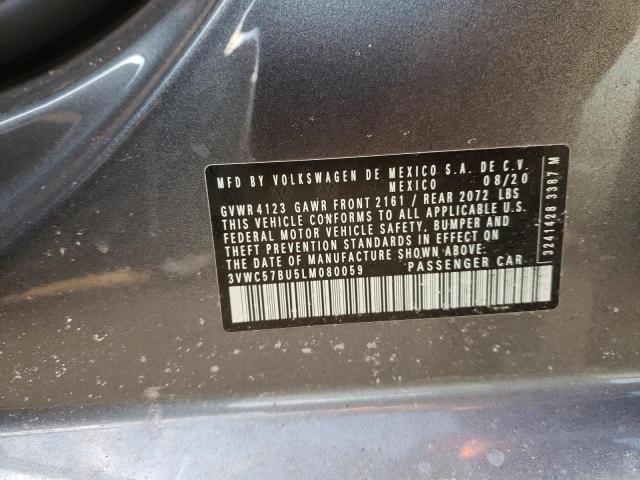 MFD BY VOLKSWAGEN DE MEXICO S.A. DE C.V.
MEXICO 08/20
GVWR 4123 GAWR FRONT 2161 / REAR 2072 LBS
THIS VEHICLE CONFORMS TO ALL APPLICABLE U.S.
FEDERAL MOTOR VEHICLE SAFETY, BUMPER AND
THEFT PREVENTION STANDARDS IN EFFECT ON
THE DATE OF MANUFACTURE SHOWN ABOVE:
3VWC57BU5LM080059 PASSENGER CAR
3241428 3387 M